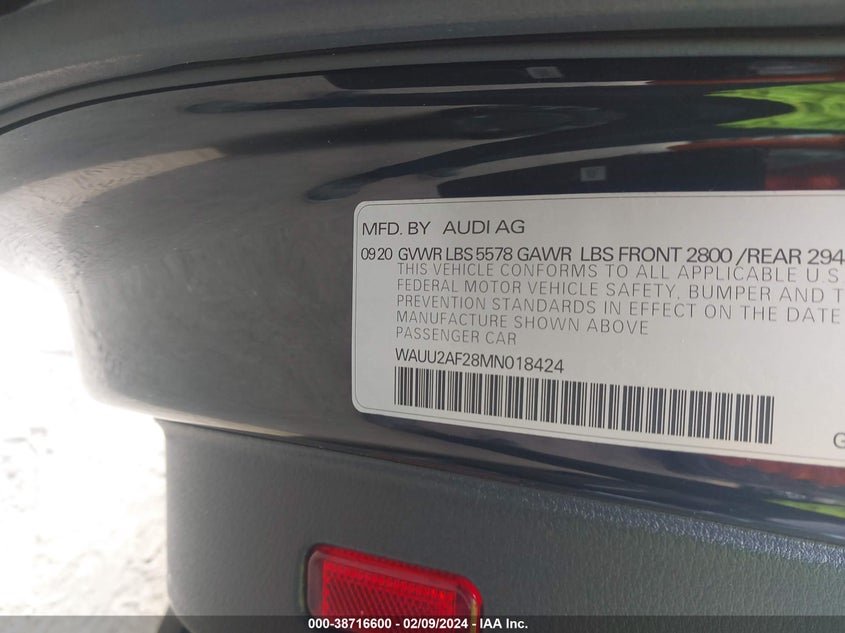 MFD. BY AUDI AG
0920 GVWR LBS 5578 GAWR LBS FRONT 2800 /REAR 294
THIS VEHICLE CONFORMS TO ALL APPLICABLE U.S
FEDERAL MOTOR VEHICLE SAFETY, BUMPER AND T
PREVENTION STANDARDS IN EFFECT ON THE DATE
MANUFACTURE SHOWN ABOVE
PASSENGER CAR
WAUU2AF28MN018424
G
000-38716600 - 02/09/2024 - IAA Inc.